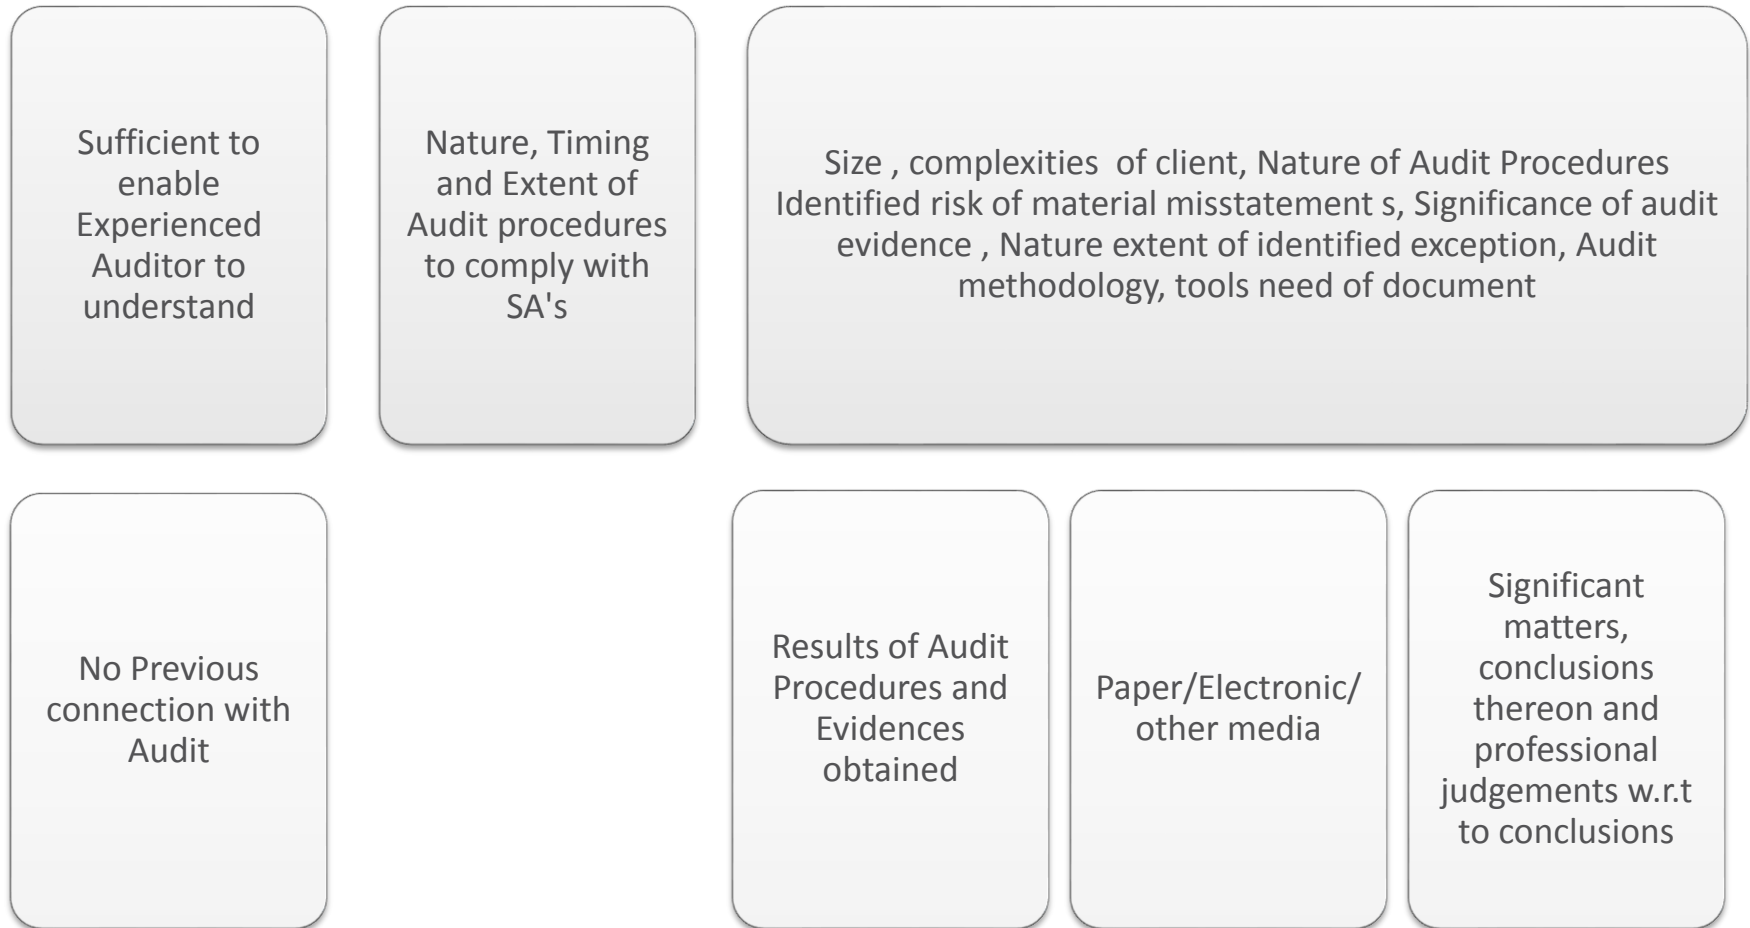 Sufficient to
enable
Experienced
Auditor to
understand
Nature, Timing
and Extent of
Audit procedures
to comply with
SA's
Size , complexities  of client, Nature of Audit Procedures
Identified risk of material misstatement s, Significance of audit
evidence , Nature extent of identified exception, Audit
methodology, tools need of document
No Previous
connection with
Audit
Results of Audit
Procedures and
Evidences
obtained
Paper/Electronic/
other media
Significant
matters,
conclusions
thereon and
professional
judgements w.r.t
to conclusions